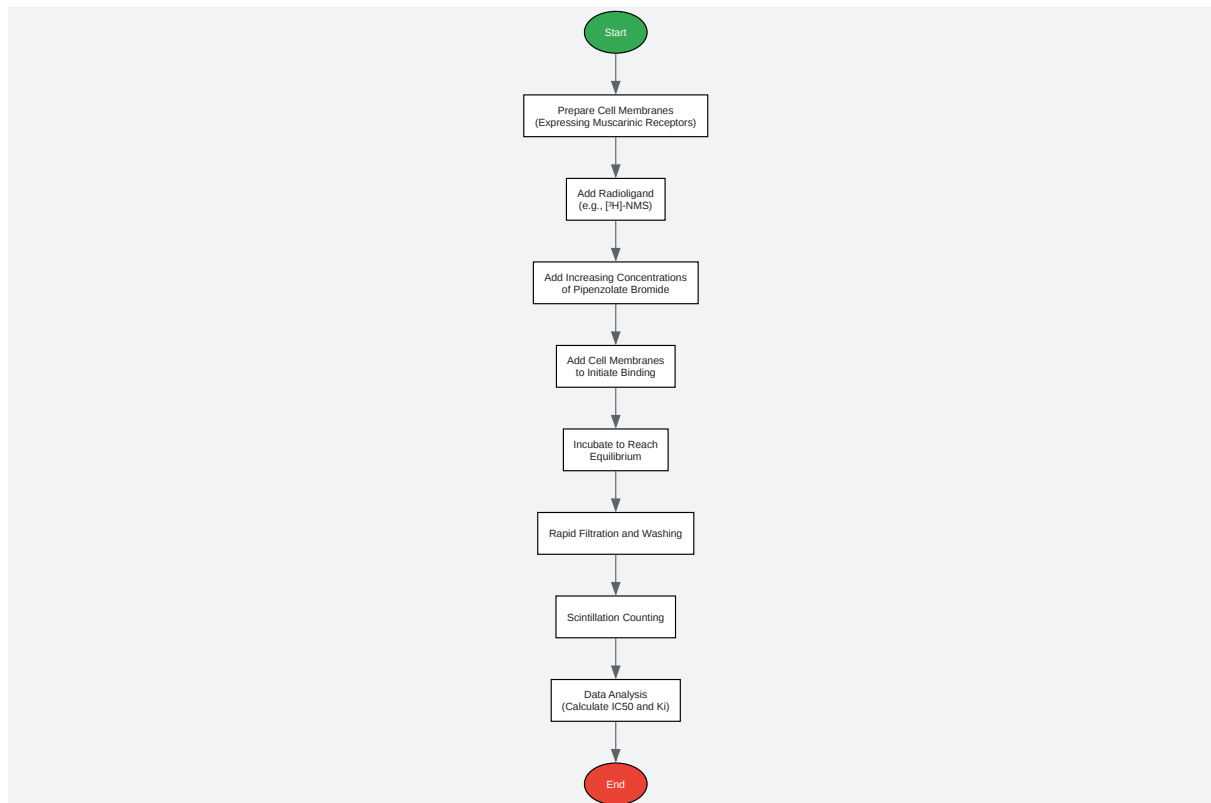 Start
Prepare Cell Membranes
(Expressing Muscarinic Receptors)
Add Radioligand
(e.g., [³H]-NMS)
Add Increasing Concentrations
of Pipenzolate Bromide
Add Cell Membranes
to Initiate Binding
Incubate to Reach
Equilibrium
Rapid Filtration and Washing
Scintillation Counting
Data Analysis
(Calculate IC50 and Ki)
End